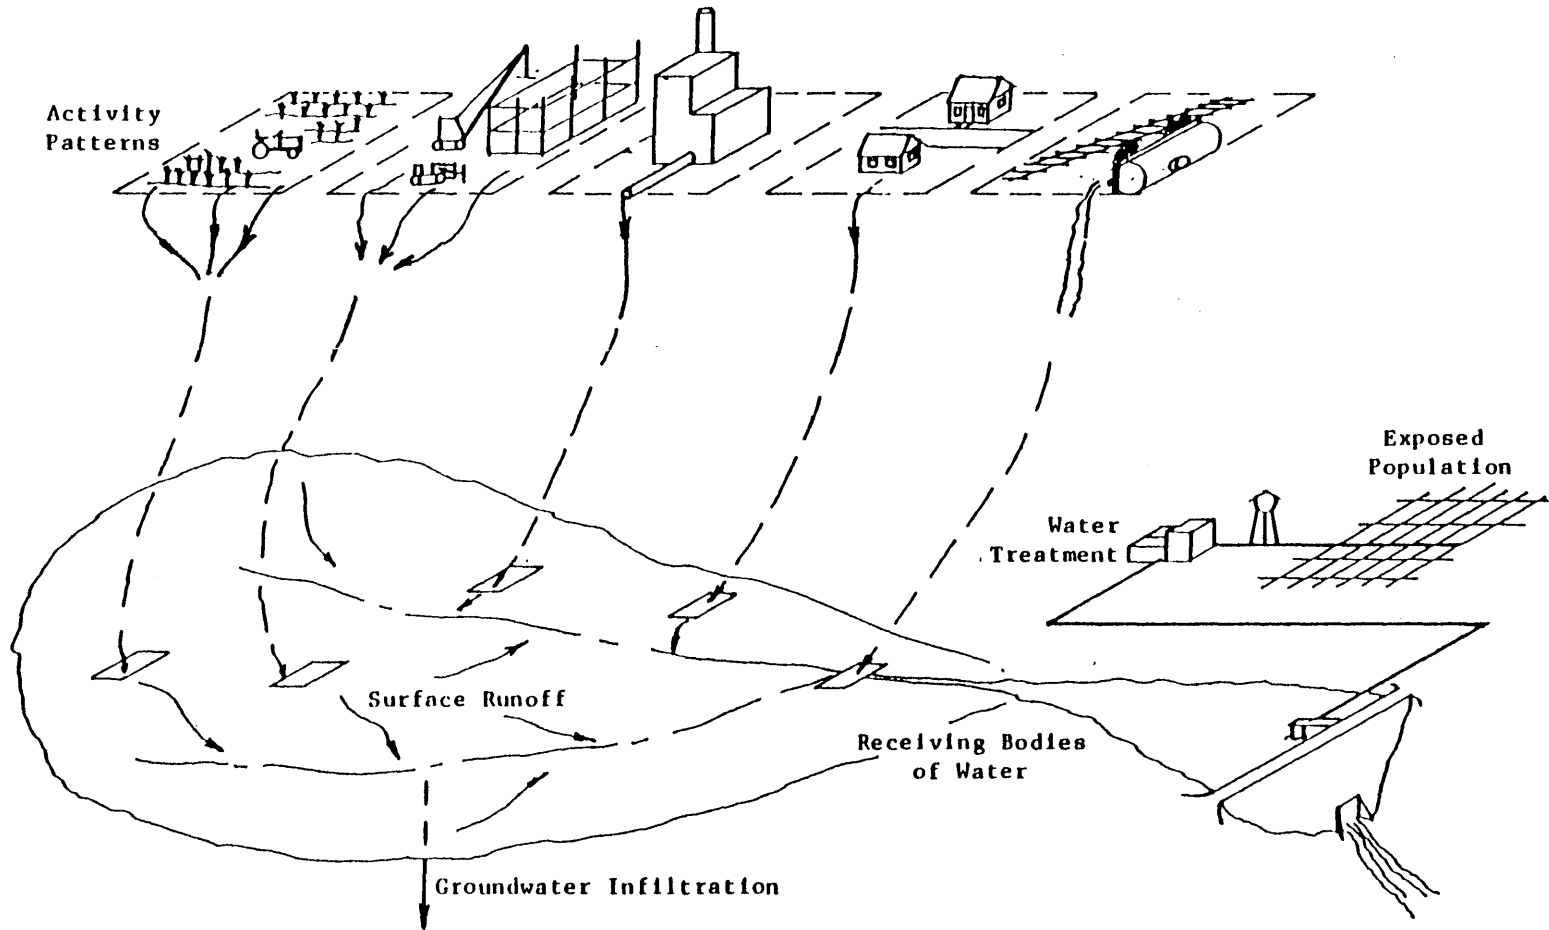 Activity
Patterns
Exposed
Population
Water
Treatment
Surface Runoff
Receiving Bodies
of Water
Groundwater Infiltration